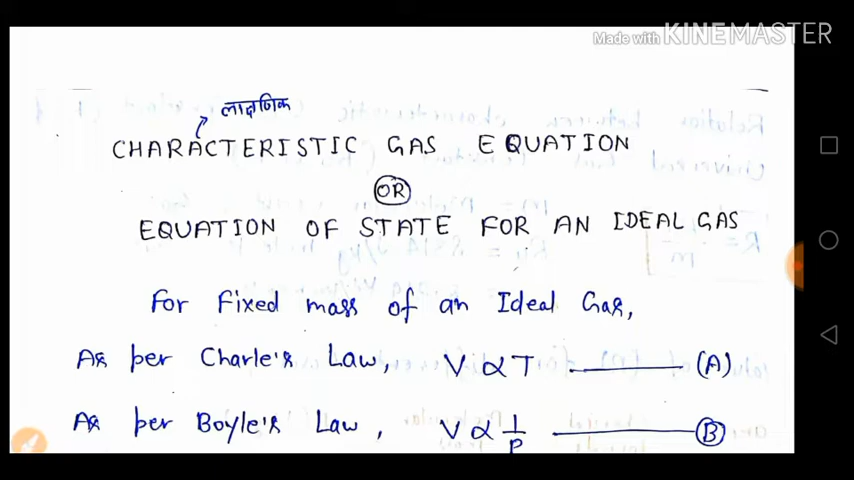 Made with KINEMASTER
लाक्षणिक
CHARACTERISTIC GAS EQUATION
OR
EQUATION OF STATE FOR AN IDEAL GAS
For Fixed mass of an Ideal Gas,
As per Charle's Law, V ∝ T ———— (A)
As per Boyle's Law, V ∝ 1/P ———— (B)